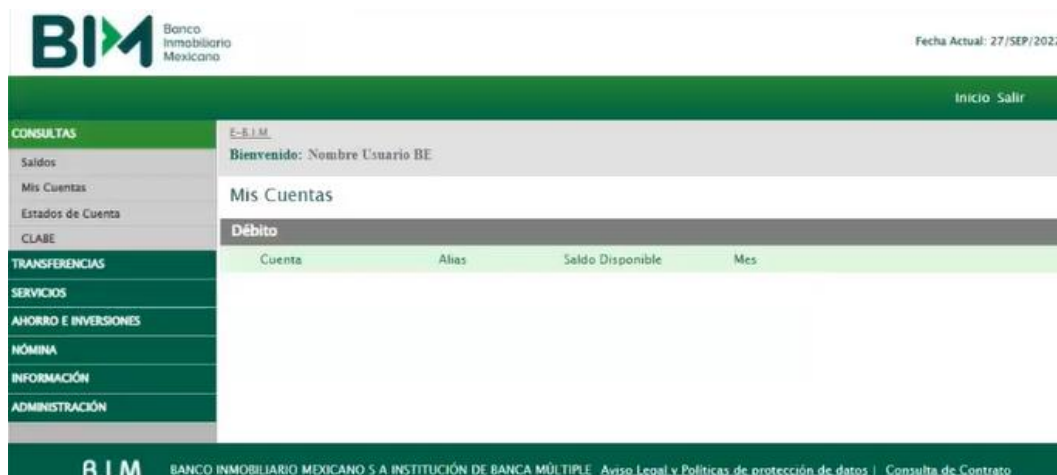 BIM Banco
Inmobiliario
Mexicano
Fecha Actual: 27/SEP/2022
Inicio Salir
CONSULTAS
Saldos
Mis Cuentas
Estados de Cuenta
CLABE
TRANSFERENCIAS
SERVICIOS
AHORRO E INVERSIONES
NÓMINA
INFORMACIÓN
ADMINISTRACIÓN
E-B.I.M.
Bienvenido: Nombre Usuario BE
Mis Cuentas
Débito
Cuenta Alias Saldo Disponible Mes
B.I.M. BANCO INMOBILIARIO MEXICANO S A INSTITUCIÓN DE BANCA MÚLTIPLE Aviso Legal y Políticas de protección de datos | Consulta de Contrato